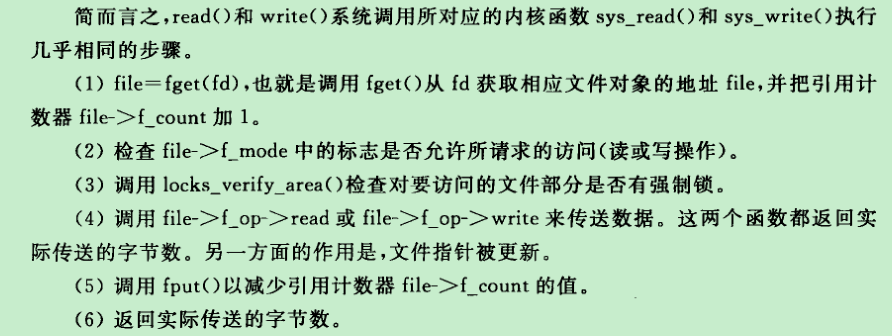 简而言之,read()和 write()系统调用所对应的内核函数 sys_read()和 sys_write()执行
几乎相同的步骤。
(1) file=fget(fd),也就是调用 fget()从 fd 获取相应文件对象的地址 file,并把引用计
数器 file->f_count 加 1。
(2) 检查 file->f_mode 中的标志是否允许所请求的访问(读或写操作)。
(3) 调用 locks_verify_area()检查对要访问的文件部分是否有强制锁。
(4) 调用 file->f_op->read 或 file->f_op->write 来传送数据。这两个函数都返回实
际传送的字节数。另一方面的作用是,文件指针被更新。
(5) 调用 fput()以减少引用计数器 file->f_count 的值。
(6) 返回实际传送的字节数。